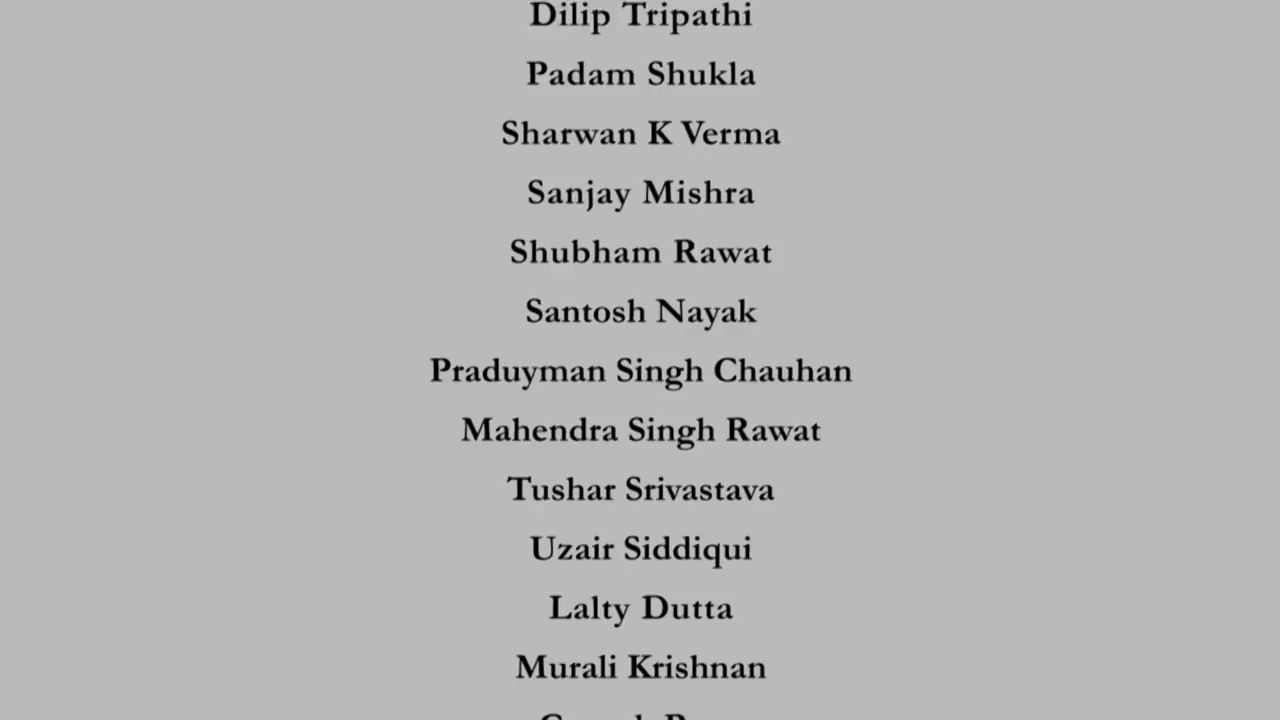 Dilip Tripathi
Padam Shukla
Sharwan K Verma
Sanjay Mishra
Shubham Rawat
Santosh Nayak
Praduyman Singh Chauhan
Mahendra Singh Rawat
Tushar Srivastava
Uzair Siddiqui
Lalty Dutta
Murali Krishnan